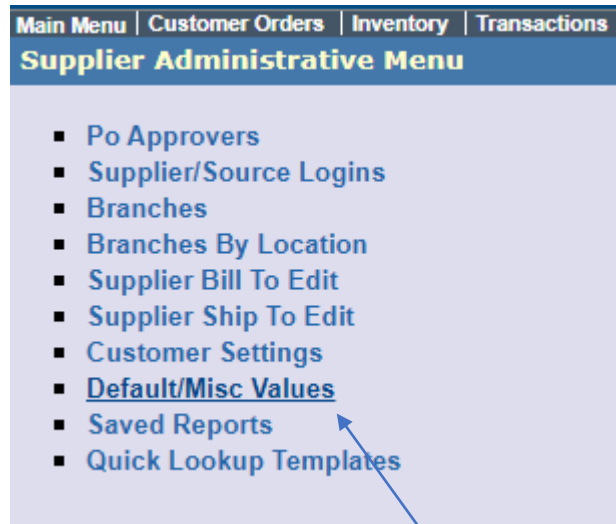 Main Menu | Customer Orders | Inventory | Transactions
Supplier Administrative Menu
Po Approvers
Supplier/Source Logins
Branches
Branches By Location
Supplier Bill To Edit
Supplier Ship To Edit
Customer Settings
Default/Misc Values
Saved Reports
Quick Lookup Templates